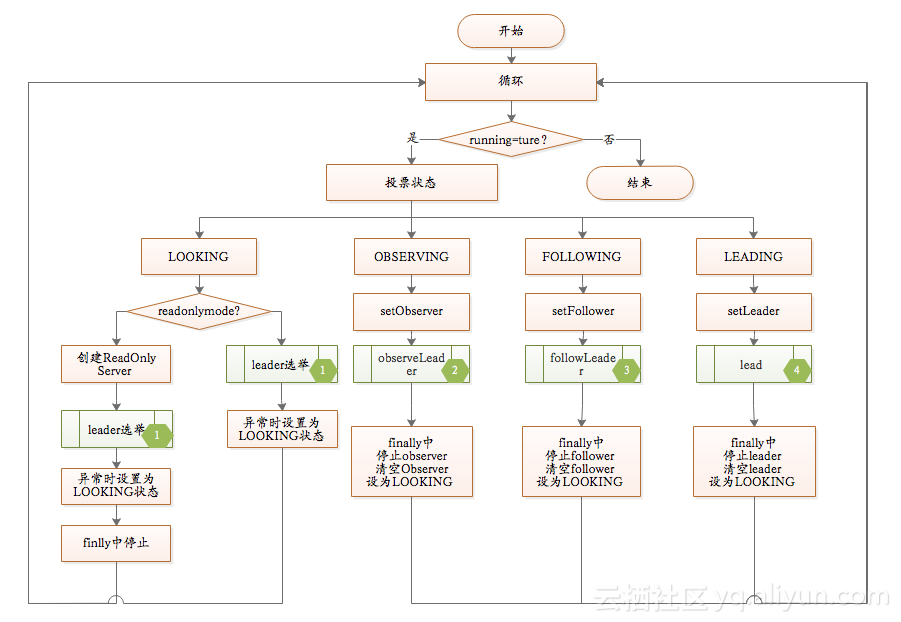 开始
循环
是
running=ture?
否
投票状态
结束
LOOKING
OBSERVING
FOLLOWING
LEADING
readonlymode?
setObserver
setFollower
setLeader
创建ReadOnly
Server
leader选举
1
observeLead
er
2
followLeade
r
3
lead
4
leader选举
1
异常时设置为
LOOKING状态
finally中
停止observer
清空Observer
设为LOOKING
finally中
停止follower
清空follower
设为LOOKING
finally中
停止leader
清空leader
设为LOOKING
异常时设置为
LOOKING状态
finlly中停止
云栖社区 yq.aliyun.com